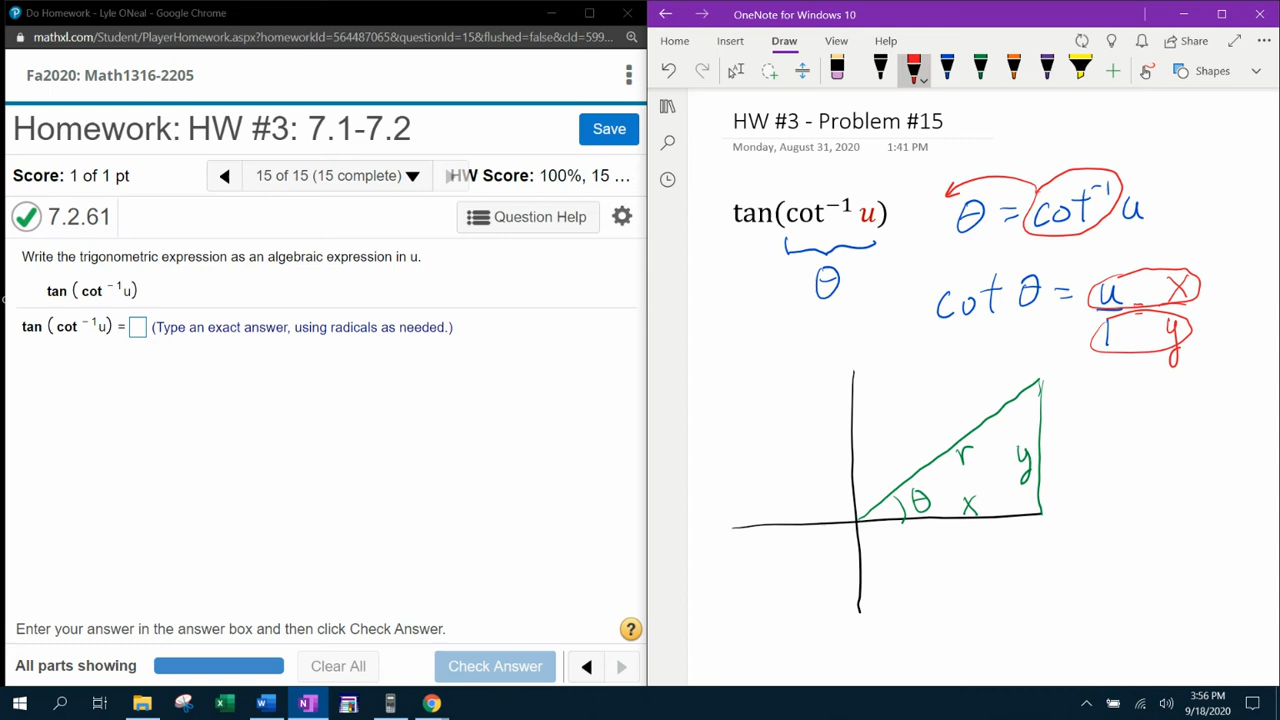 Do Homework - Lyle ONeal - Google Chrome
mathxl.com/Student/PlayerHomework.aspx?homeworkId=564487065&questionId=15&flushed=false&cId=599...
Fa2020: Math1316-2205
Homework: HW #3: 7.1-7.2
Save
Score: 1 of 1 pt
15 of 15 (15 complete)
HW Score: 100%, 15 ...
7.2.61
Question Help
Write the trigonometric expression as an algebraic expression in u.
tan ( cot ⁻¹u)
tan ( cot ⁻¹u) = (Type an exact answer, using radicals as needed.)
Enter your answer in the answer box and then click Check Answer.
?
All parts showing
Clear All
Check Answer
OneNote for Windows 10
Home Insert Draw View Help
Share
Shapes
HW #3 - Problem #15
Monday, August 31, 2020 1:41 PM
tan(cot⁻¹ u)
θ
θ = cot⁻¹ u
cot θ = u/1 = x/y
r
y
θ
x
3:56 PM
9/18/2020